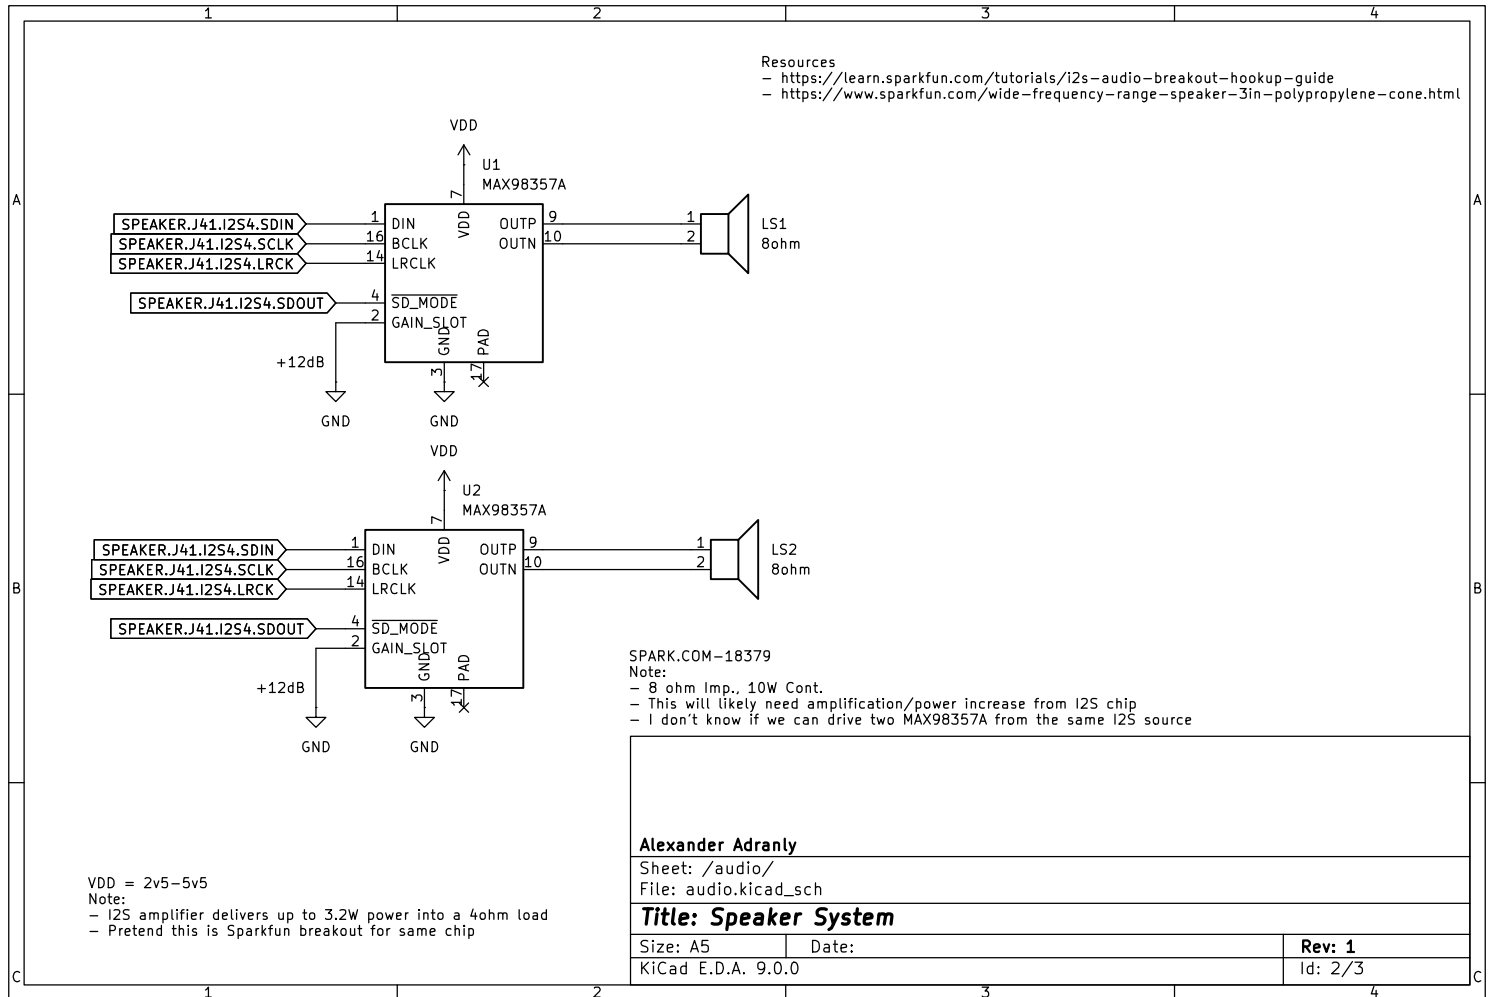 1 2 3 4
Resources
- https://learn.sparkfun.com/tutorials/i2s-audio-breakout-hookup-guide
- https://www.sparkfun.com/wide-frequency-range-speaker-3in-polypropylene-cone.html
VDD
U1
MAX98357A
7
VDD
A
A
SPEAKER.J41.I2S4.SDIN 1 DIN OUTP 9 1 LS1
SPEAKER.J41.I2S4.SCLK 16 BCLK OUTN 10 2 8ohm
SPEAKER.J41.I2S4.LRCK 14 LRCLK
SPEAKER.J41.I2S4.SDOUT 4 SD_MODE
2 GAIN_SLOT
GND PAD
+12dB 3 17
GND GND
VDD
U2
MAX98357A
7
VDD
SPEAKER.J41.I2S4.SDIN 1 DIN OUTP 9 1 LS2
SPEAKER.J41.I2S4.SCLK 16 BCLK OUTN 10 2 8ohm
SPEAKER.J41.I2S4.LRCK 14 LRCLK
B
B
SPEAKER.J41.I2S4.SDOUT 4 SD_MODE
2 GAIN_SLOT
GND PAD
+12dB 3 17
GND GND
SPARK.COM-18379
Note:
- 8 ohm Imp., 10W Cont.
- This will likely need amplification/power increase from I2S chip
- I don't know if we can drive two MAX98357A from the same I2S source
VDD = 2v5-5v5
Note:
- I2S amplifier delivers up to 3.2W power into a 4ohm load
- Pretend this is Sparkfun breakout for same chip
Alexander Adranly
Sheet: /audio/
File: audio.kicad_sch
Title: Speaker System
Size: A5 Date: Rev: 1
KiCad E.D.A. 9.0.0 Id: 2/3
C
C
1 2 3 4